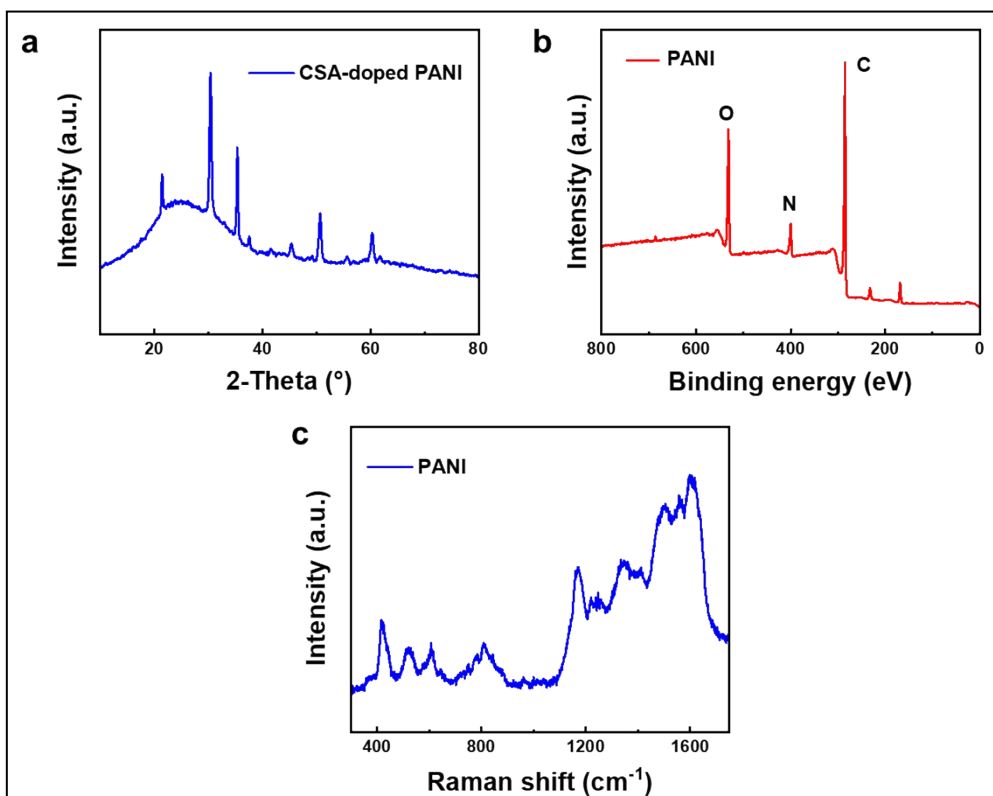 a
CSA-doped PANI
Intensity (a.u.)
20
40
60
80
2-Theta (°)
b
PANI
C
O
N
Intensity (a.u.)
800
600
400
200
0
Binding energy (eV)
c
PANI
Intensity (a.u.)
400
800
1200
1600
Raman shift (cm⁻¹)